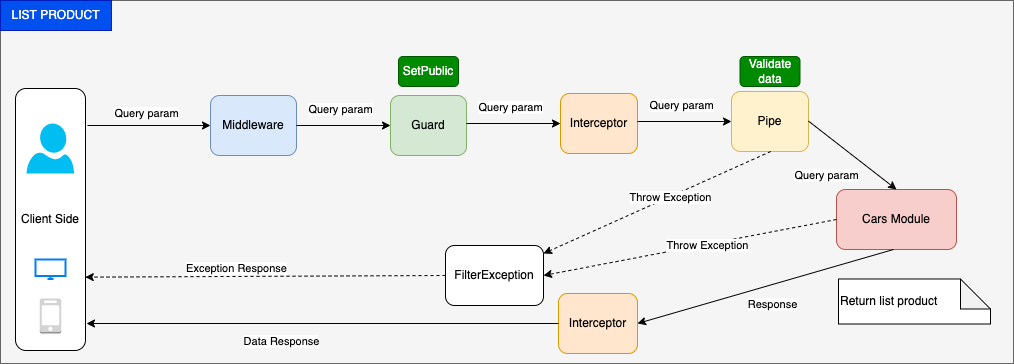 LIST PRODUCT
SetPublic
Validate
data
Query param
Query param
Query param
Query param
Middleware
Guard
Interceptor
Pipe
Query param
Throw Exception
Client Side
Cars Module
Throw Exception
Exception Response
FilterException
Return list product
Response
Interceptor
Data Response